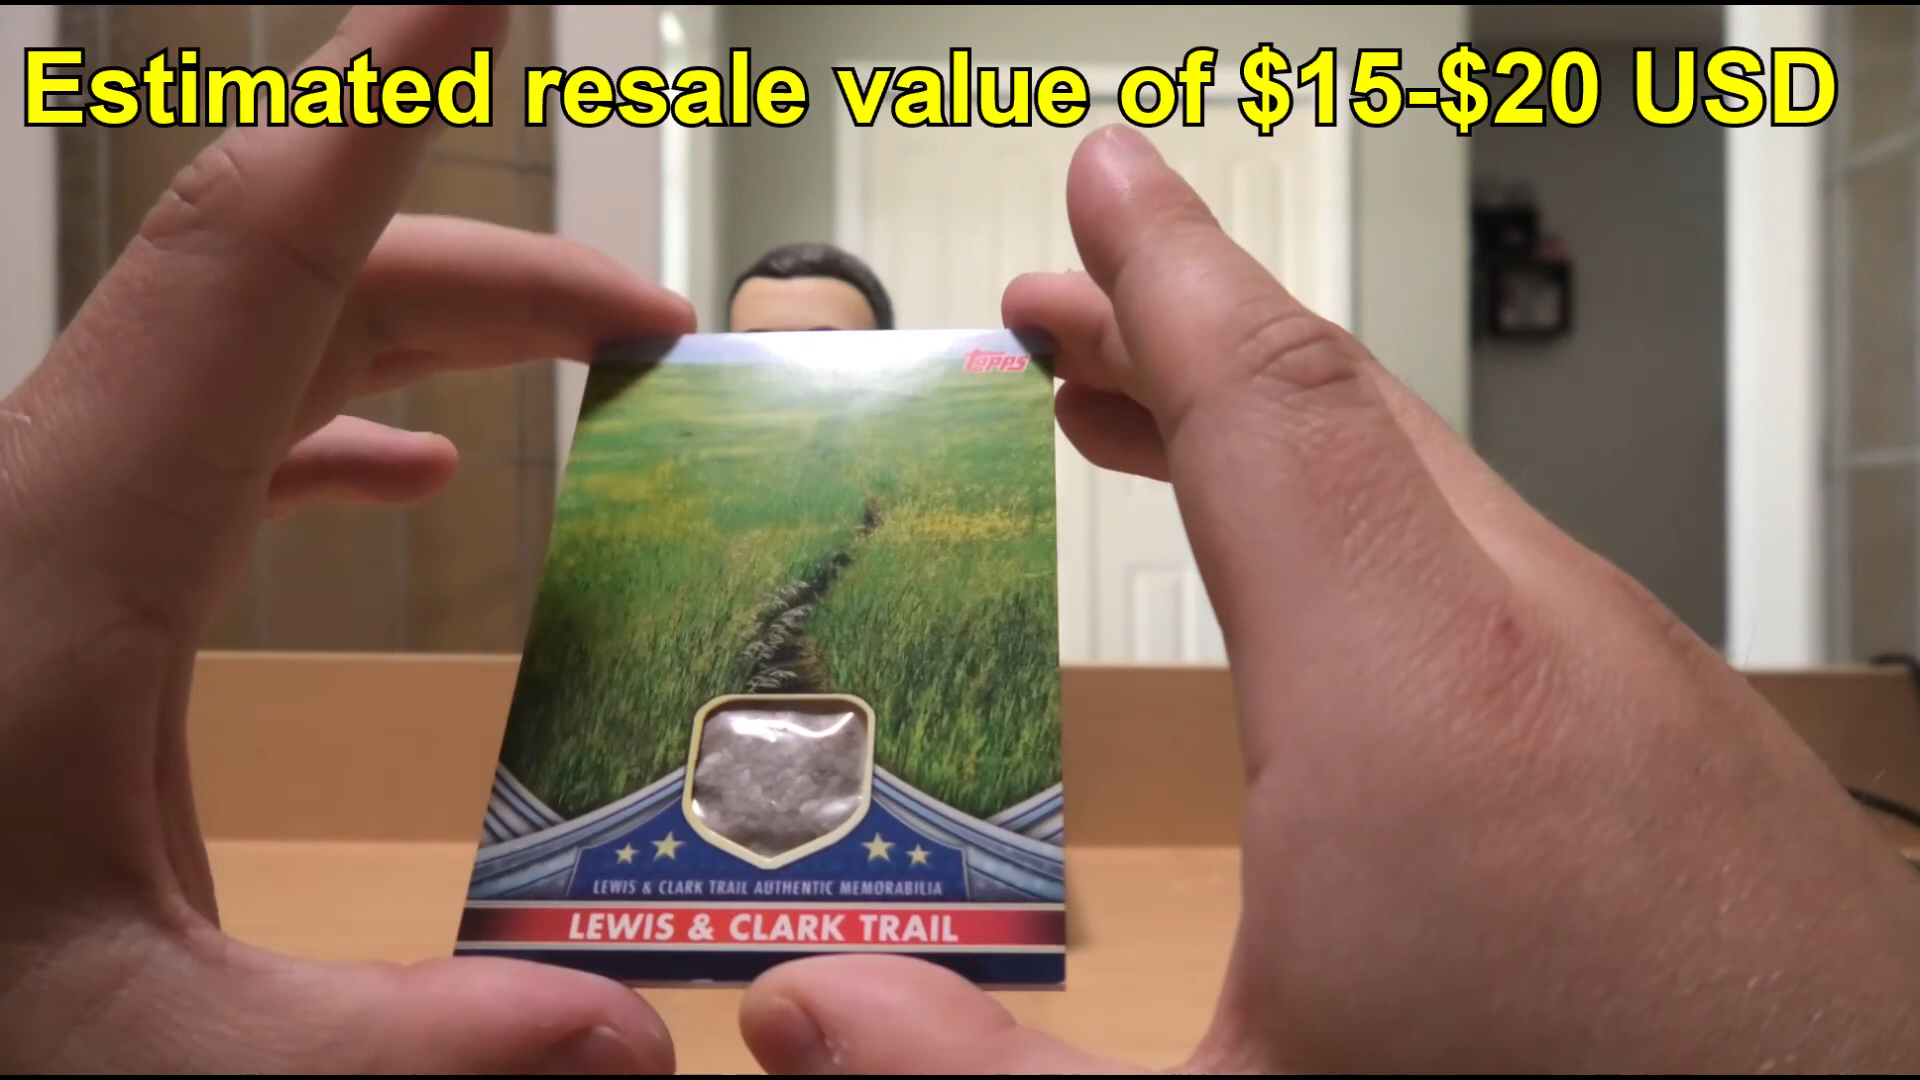 Estimated resale value of $15-$20 USD
topps
LEWIS & CLARK TRAIL AUTHENTIC MEMORABILIA
LEWIS & CLARK TRAIL